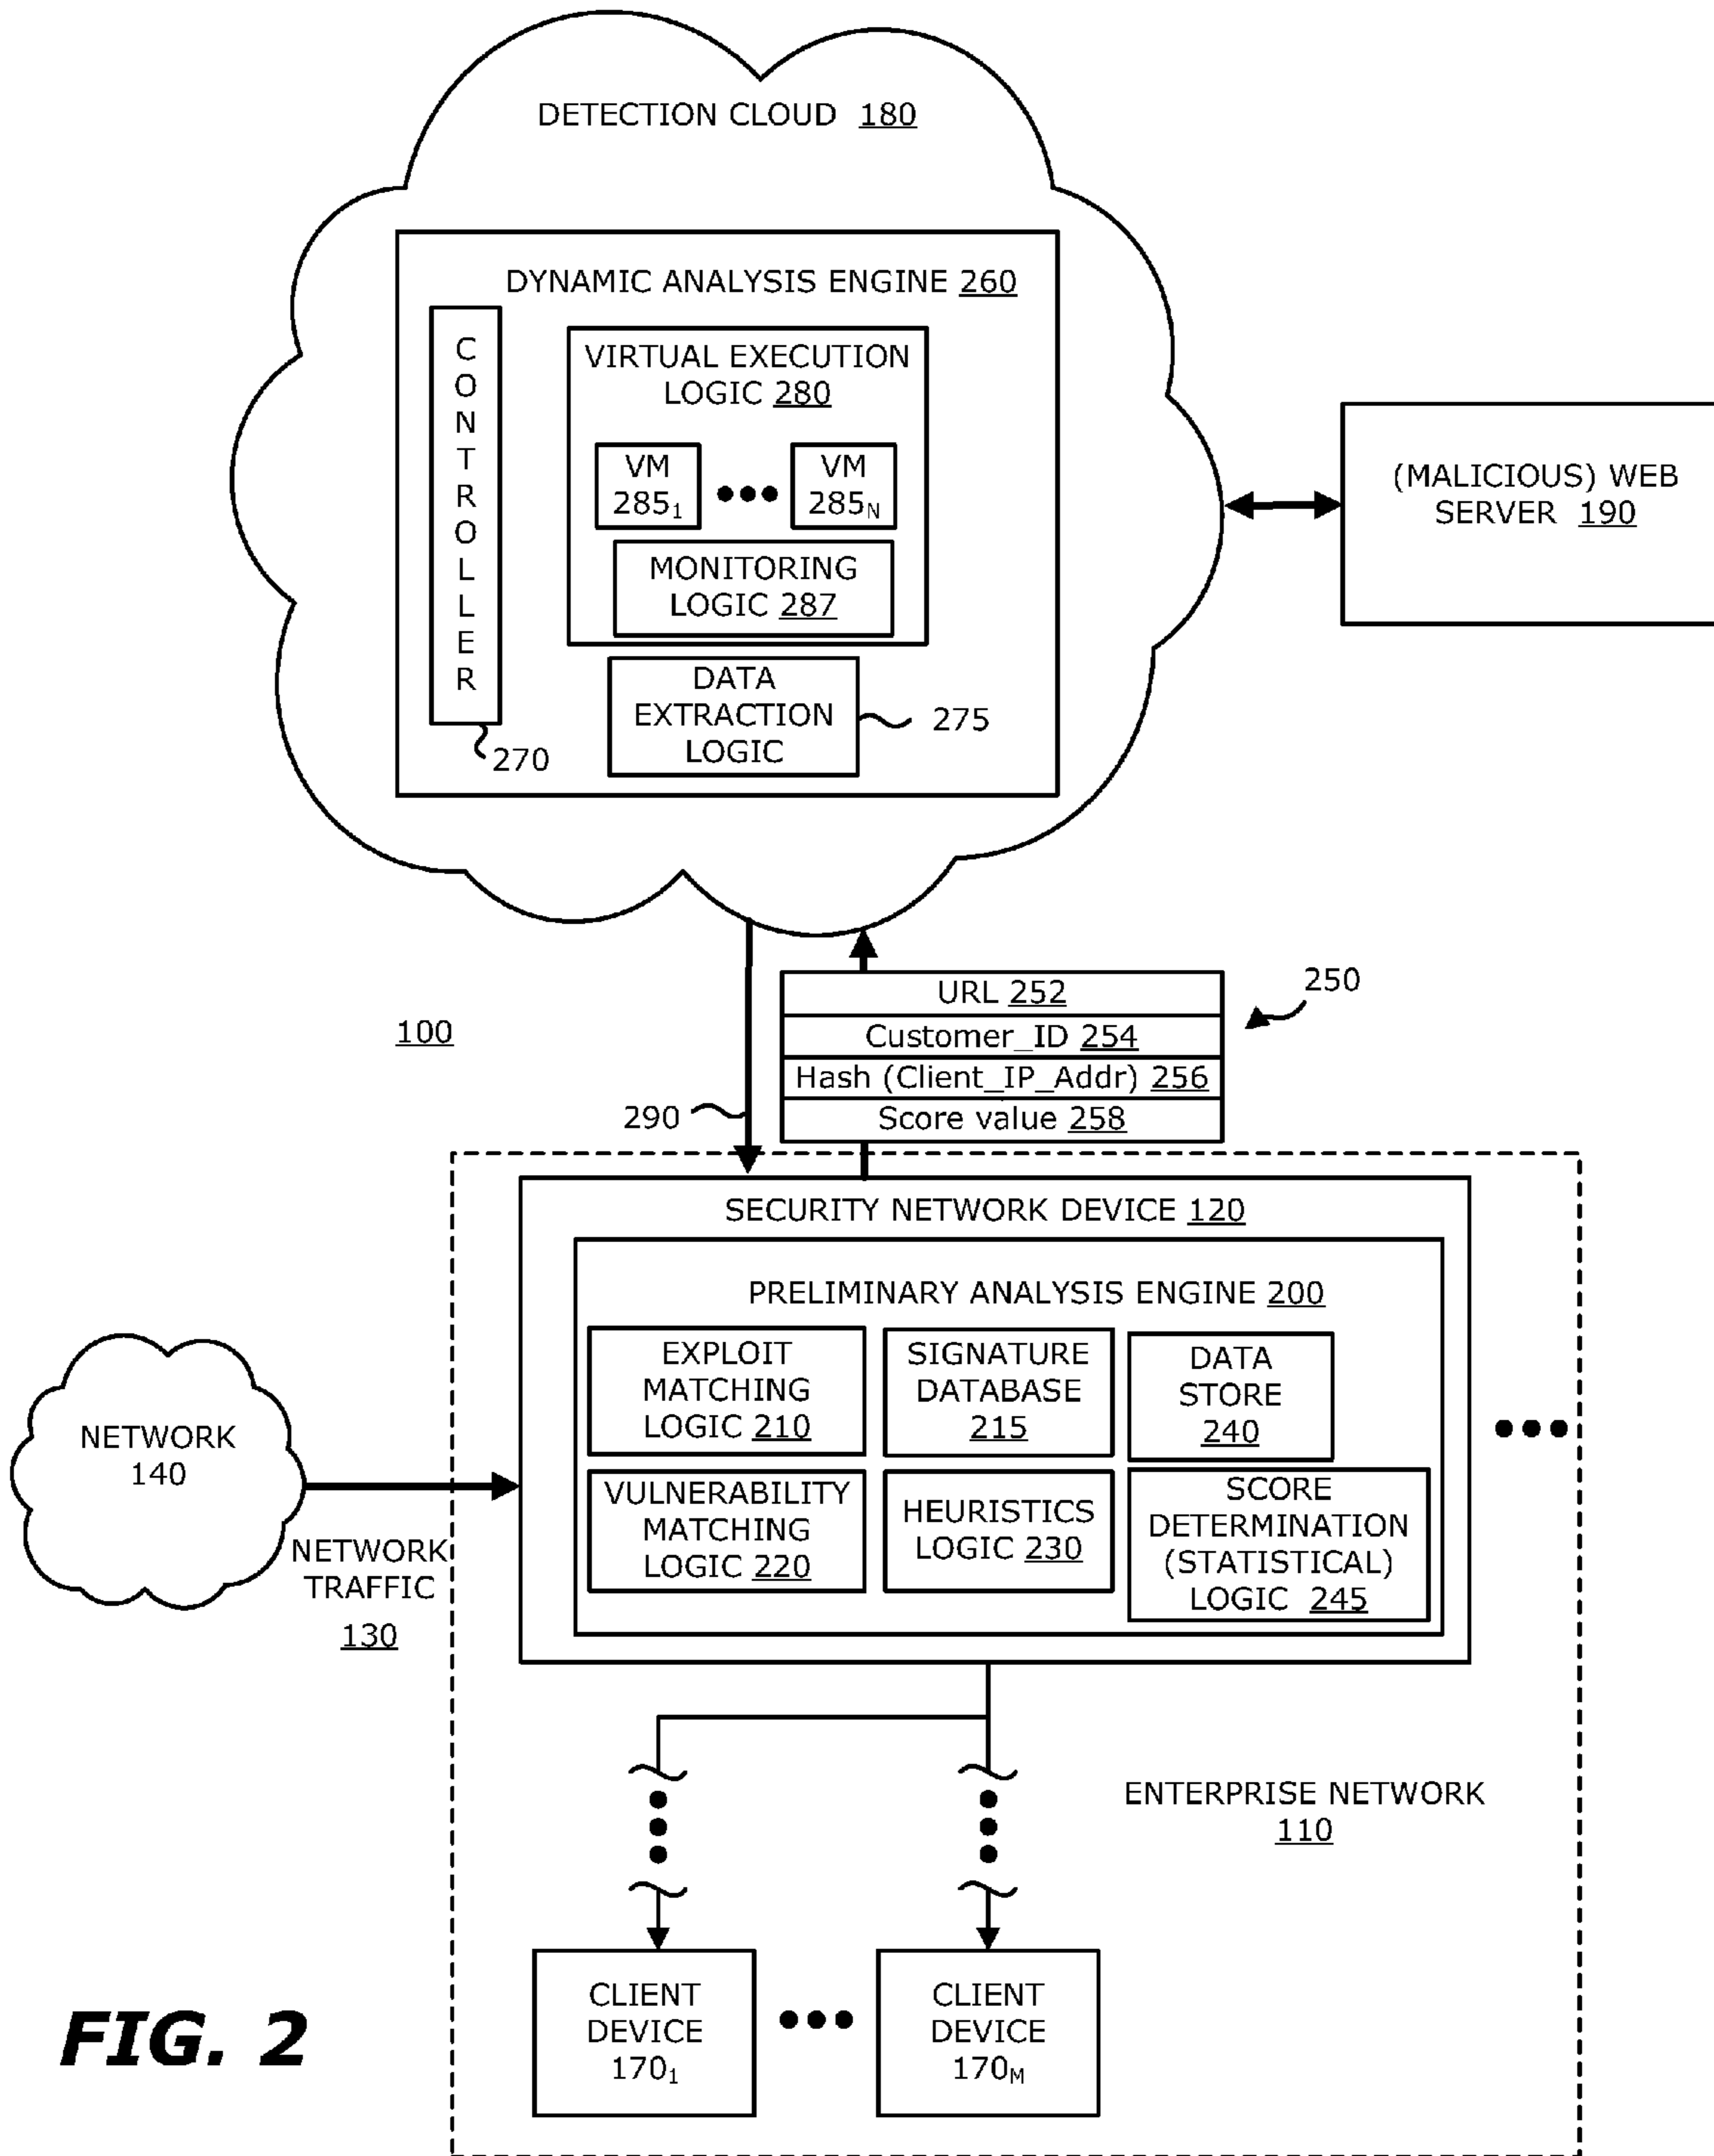 DETECTION CLOUD 180
DYNAMIC ANALYSIS ENGINE 260
CONTROLLER
270
VIRTUAL EXECUTION
LOGIC 280
VM
285₁
VM
285N
MONITORING
LOGIC 287
DATA
EXTRACTION
LOGIC
275
(MALICIOUS) WEB
SERVER 190
100
290
URL 252
Customer_ID 254
Hash (Client_IP_Addr) 256
Score value 258
250
SECURITY NETWORK DEVICE 120
PRELIMINARY ANALYSIS ENGINE 200
EXPLOIT
MATCHING
LOGIC 210
SIGNATURE
DATABASE
215
DATA
STORE
240
VULNERABILITY
MATCHING
LOGIC 220
HEURISTICS
LOGIC 230
SCORE
DETERMINATION
(STATISTICAL)
LOGIC 245
NETWORK
140
NETWORK
TRAFFIC
130
ENTERPRISE NETWORK
110
CLIENT
DEVICE
170₁
CLIENT
DEVICE
170M
FIG. 2